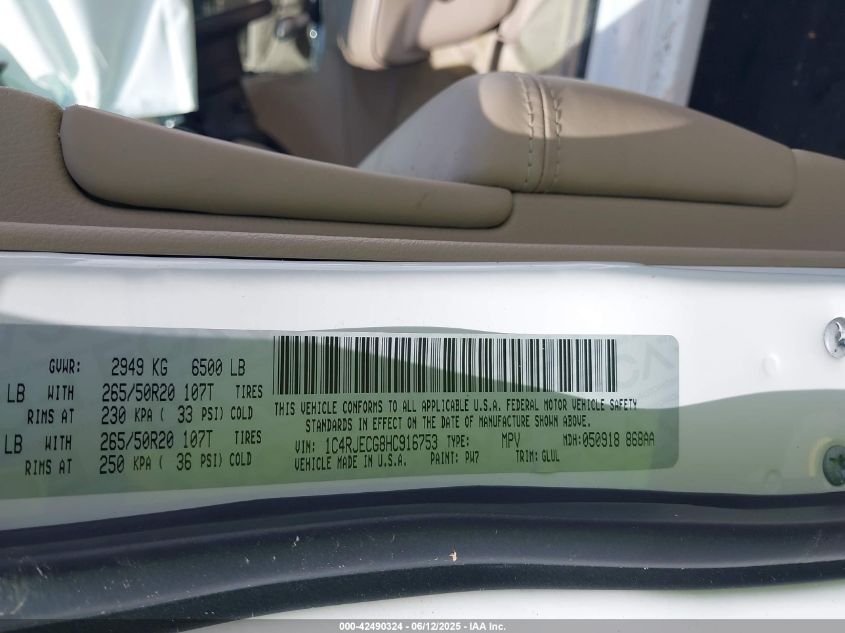 GVWR: 2949 KG 6500 LB
LB WITH 265/50R20 107T TIRES
RIMS AT 230 KPA ( 33 PSI) COLD
LB WITH 265/50R20 107T TIRES
RIMS AT 250 KPA ( 36 PSI) COLD
THIS VEHICLE CONFORMS TO ALL APPLICABLE U.S.A. FEDERAL MOTOR VEHICLE SAFETY
STANDARDS IN EFFECT ON THE DATE OF MANUFACTURE SHOWN ABOVE.
VIN: 1C4RJECG8HC916753 TYPE: MPV MDH:050918 868AA
VEHICLE MADE IN U.S.A. PAINT: PW7 TRIM: GLUL
000-42490324 - 06/12/2025 - IAA Inc.